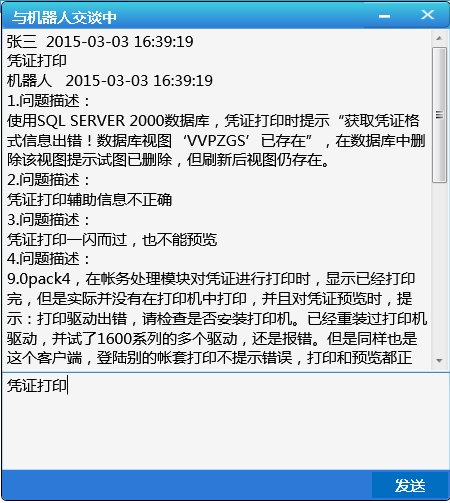 与机器人交谈中
张三 2015-03-03 16:39:19
凭证打印
机器人 2015-03-03 16:39:19
1.问题描述：
使用SQL SERVER 2000数据库，凭证打印时提示“获取凭证格
式信息出错！数据库视图‘VVPZGS’已存在”，在数据库中删
除该视图提示试图已删除，但刷新后视图仍存在。
2.问题描述：
凭证打印辅助信息不正确
3.问题描述：
凭证打印一闪而过，也不能预览
4.问题描述：
9.0pack4，在帐务处理模块对凭证进行打印时，显示已经打印
完，但是实际并没有在打印机中打印，并且对凭证预览时，提
示：打印驱动出错，请检查是否安装打印机。已经重装过打印机
驱动，并试了1600系列的多个驱动，还是报错。但是同样也是
这个客户端，登陆别的帐套打印不提示错误，打印和预览都正
凭证打印
发送